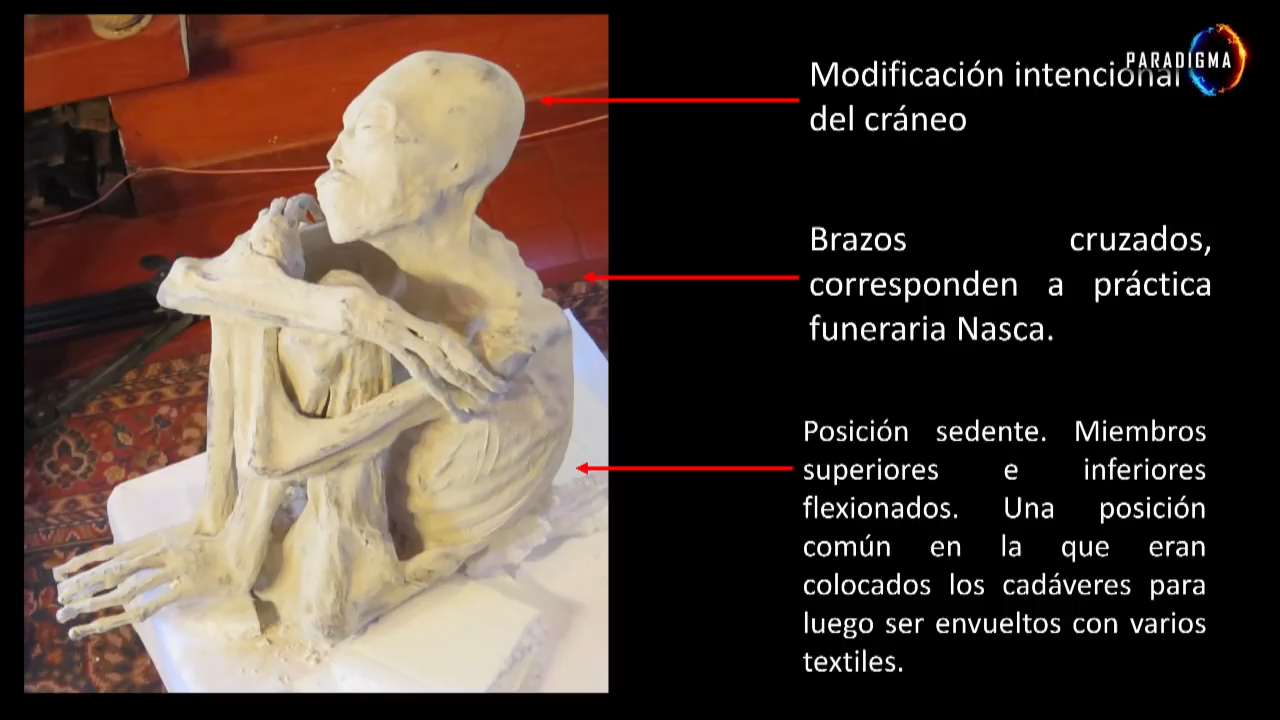 PARADIGMA
Modificación intencional
del cráneo
Brazos cruzados,
corresponden a práctica
funeraria Nasca.
Posición sedente. Miembros
superiores e inferiores
flexionados. Una posición
común en la que eran
colocados los cadáveres para
luego ser envueltos con varios
textiles.